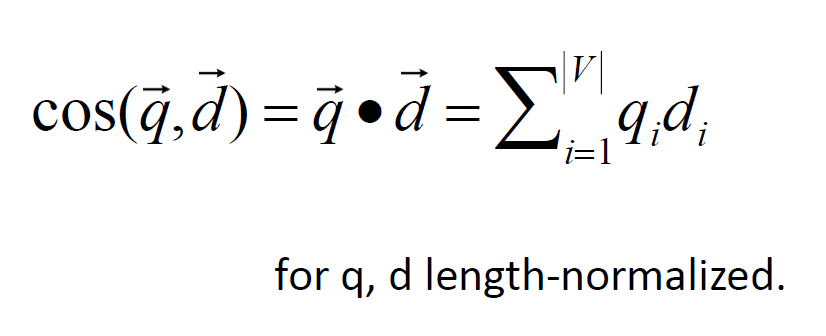 cos(q⃗, d⃗) = q⃗ • d⃗ = ∑_{i=1}^{|V|} q_i d_i
for q, d length-normalized.